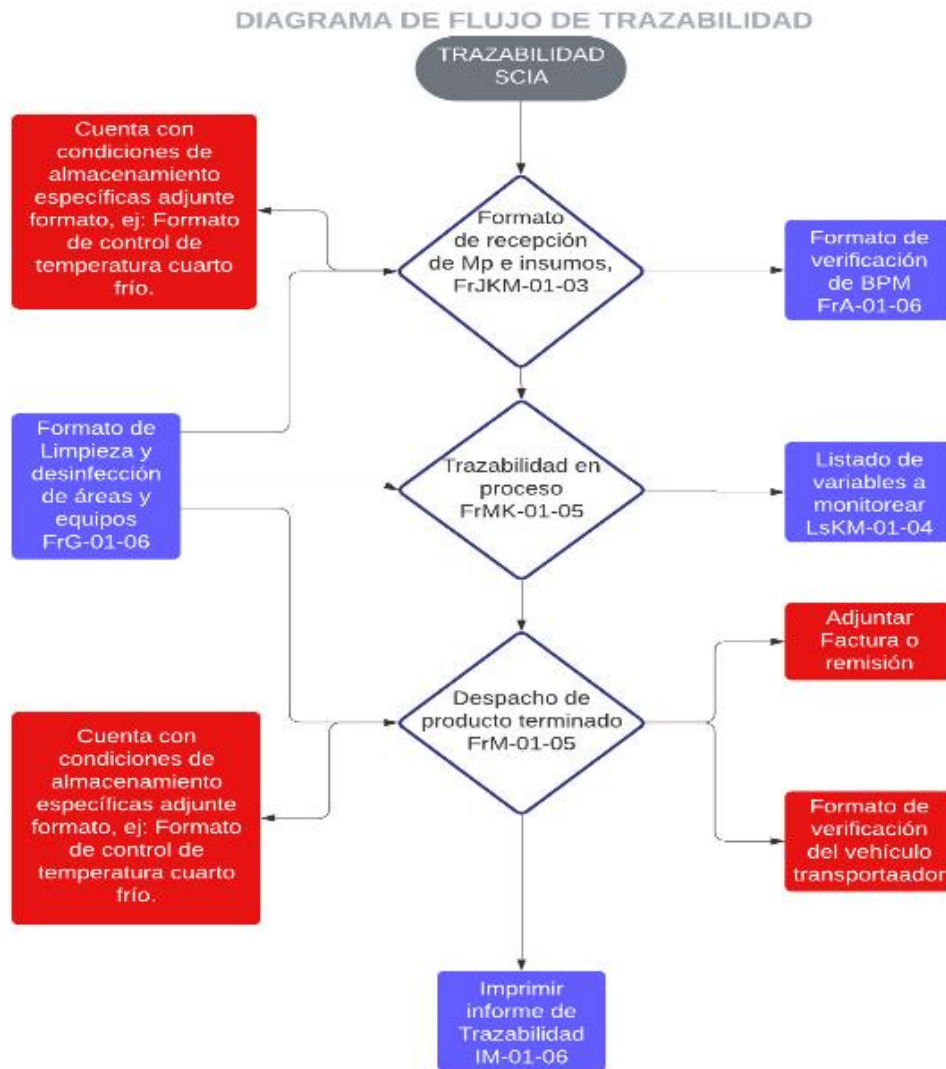 DIAGRAMA DE FLUJO DE TRAZABILIDAD
TRAZABILIDAD
SCIA
Cuenta con
condiciones de
almacenamiento
específicas adjunte
formato, ej: Formato
de control de
temperatura cuarto
frío.
Formato
de recepción
de Mp e insumos,
FrJKM-01-03
Formato de
verificación
de BPM
FrA-01-06
Formato de
Limpieza y
desinfección
de áreas y
equipos
FrG-01-06
Trazabilidad en
proceso
FrMK-01-05
Listado de
variables a
monitorear
LsKM-01-04
Adjuntar
Factura o
remisión
Despacho de
producto terminado
FrM-01-05
Cuenta con
condiciones de
almacenamiento
específicas adjunte
formato, ej: Formato
de control de
temperatura cuarto
frío.
Formato de
verificación
del vehículo
transportaador
Imprimir
informe de
Trazabilidad
IM-01-06